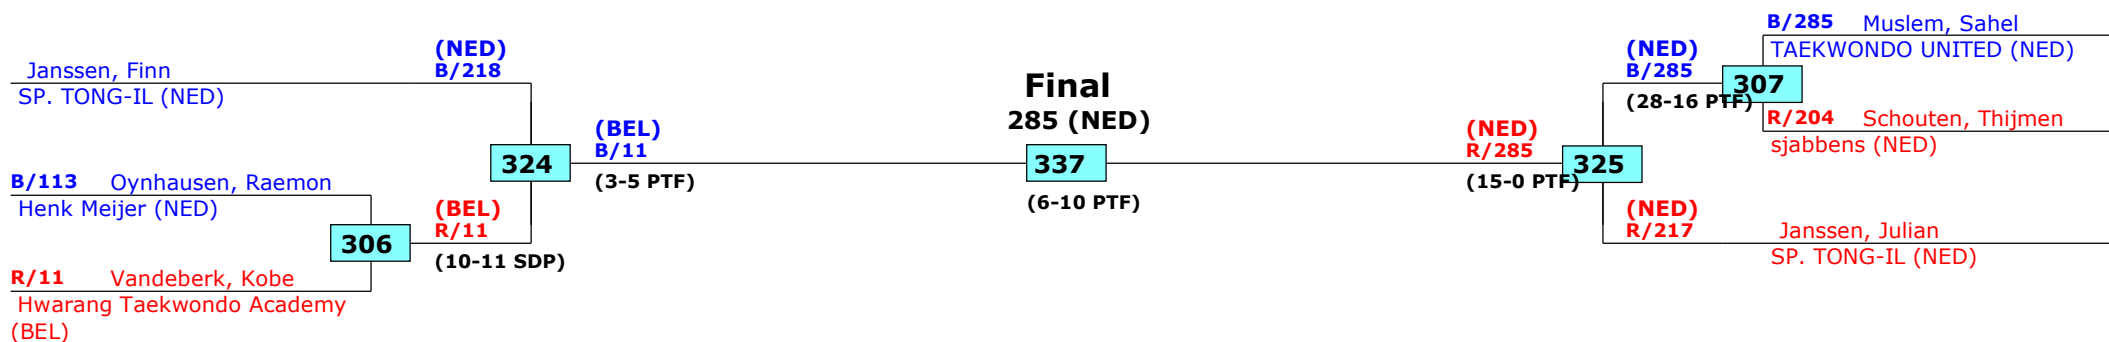 (NED)
B/218
Janssen, Finn
SP. TONG-IL (NED)
B/113 Oynhausen, Raemon
Henk Meijer (NED)
306
R/11 Vandeberk, Kobe
Hwarang Taekwondo Academy
(BEL)
(BEL)
R/11
(10-11 SDP)
324
(BEL)
B/11
(3-5 PTF)
Final
285 (NED)
337
(6-10 PTF)
(NED)
R/285
(15-0 PTF)
325
(NED)
B/285
(28-16 PTF)
307
B/285 Muslem, Sahel
TAEKWONDO UNITED (NED)
R/204 Schouten, Thijmen
sjabbens (NED)
(NED)
R/217
Janssen, Julian
SP. TONG-IL (NED)